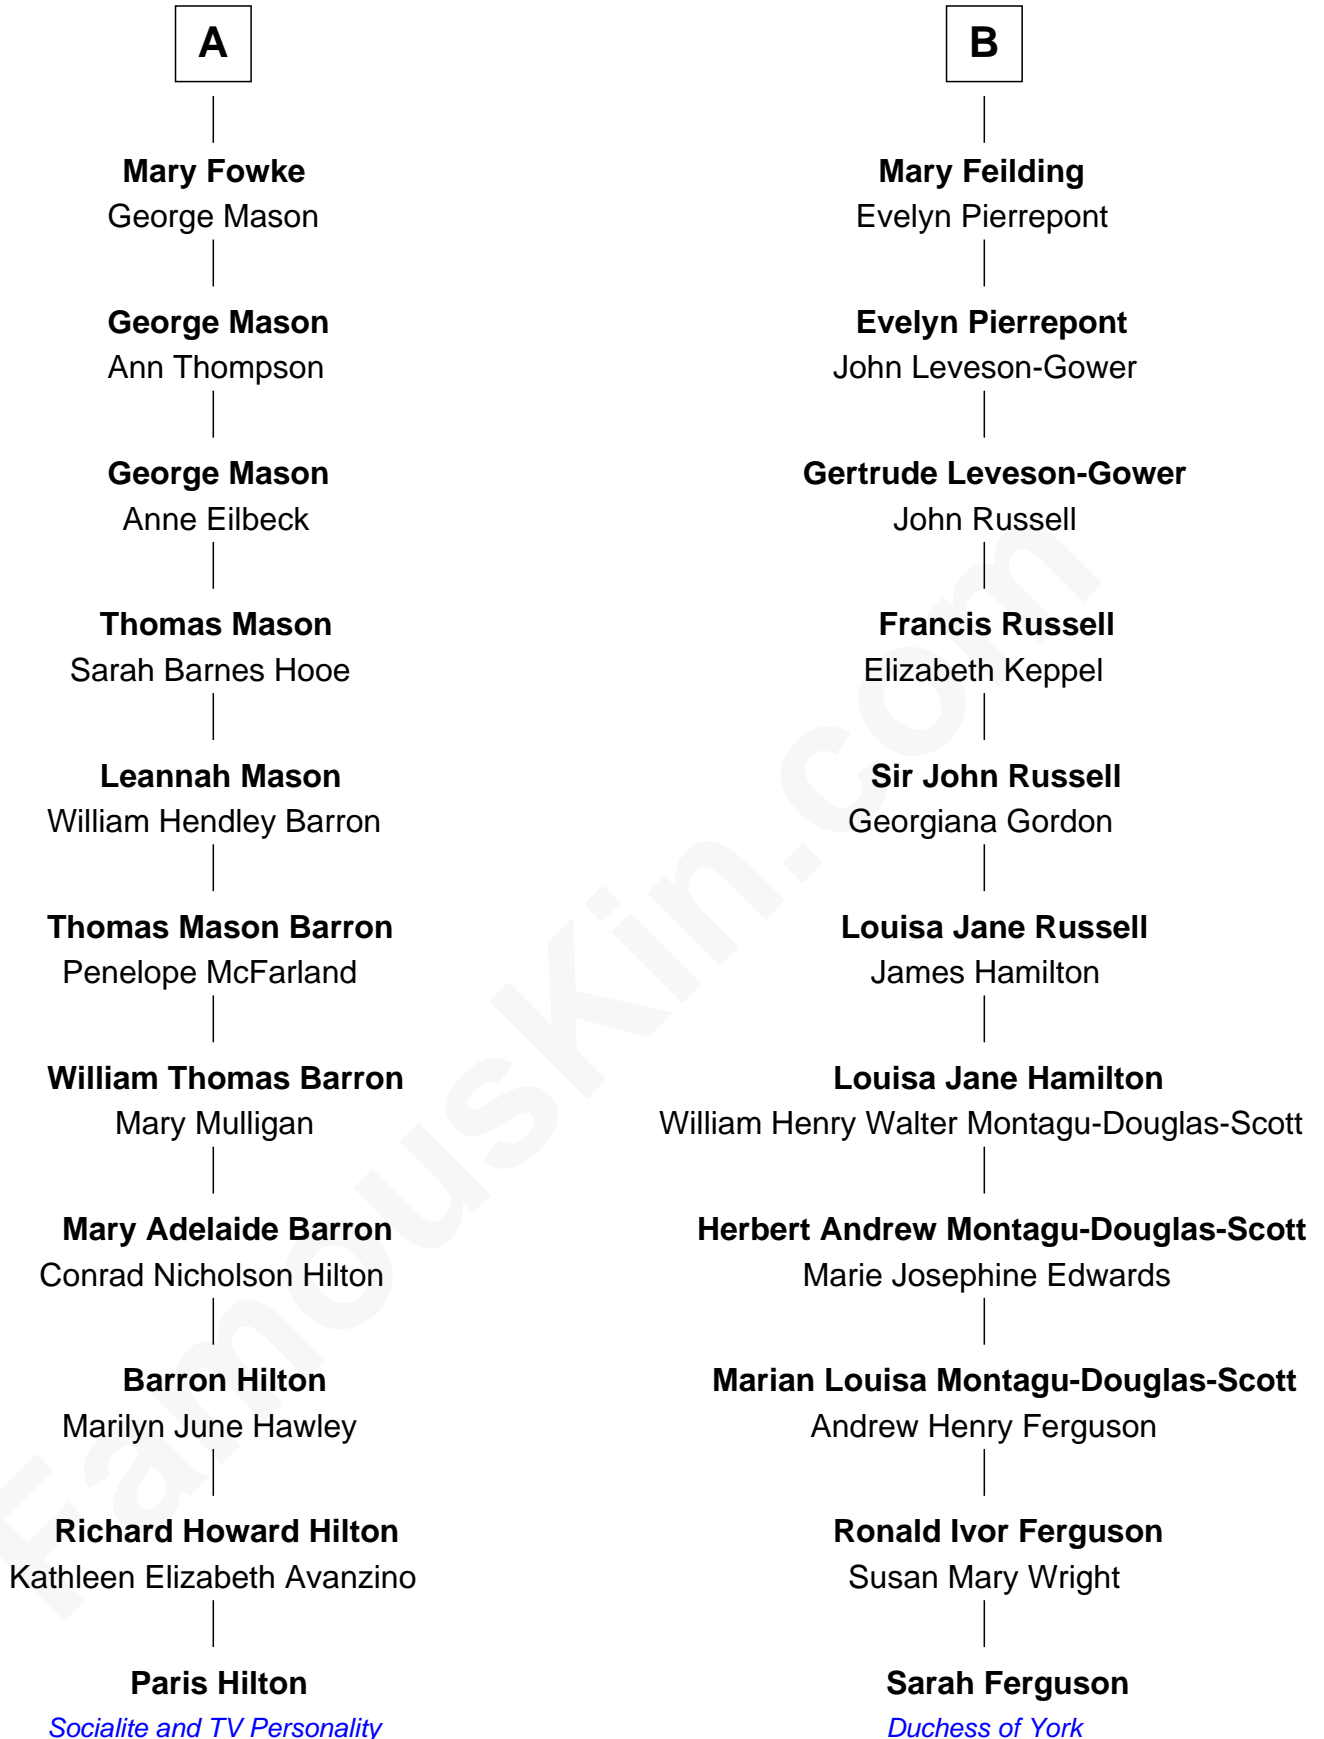 A
Mary Fowke
George Mason
George Mason
Ann Thompson
George Mason
Anne Eilbeck
Thomas Mason
Sarah Barnes Hooe
Leannah Mason
William Hendley Barron
Thomas Mason Barron
Penelope McFarland
William Thomas Barron
Mary Mulligan
Mary Adelaide Barron
Conrad Nicholson Hilton
Barron Hilton
Marilyn June Hawley
Richard Howard Hilton
Kathleen Elizabeth Avanzino
Paris Hilton
Socialite and TV Personality
B
Mary Feilding
Evelyn Pierrepont
Evelyn Pierrepont
John Leveson-Gower
Gertrude Leveson-Gower
John Russell
Francis Russell
Elizabeth Keppel
Sir John Russell
Georgiana Gordon
Louisa Jane Russell
James Hamilton
Louisa Jane Hamilton
William Henry Walter Montagu-Douglas-Scott
Herbert Andrew Montagu-Douglas-Scott
Marie Josephine Edwards
Marian Louisa Montagu-Douglas-Scott
Andrew Henry Ferguson
Ronald Ivor Ferguson
Susan Mary Wright
Sarah Ferguson
Duchess of York
FamousKin.com